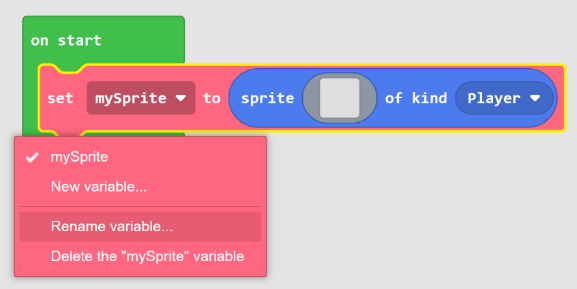 on start
set mySprite to sprite of kind Player
mySprite
New variable...
Rename variable...
Delete the "mySprite" variable